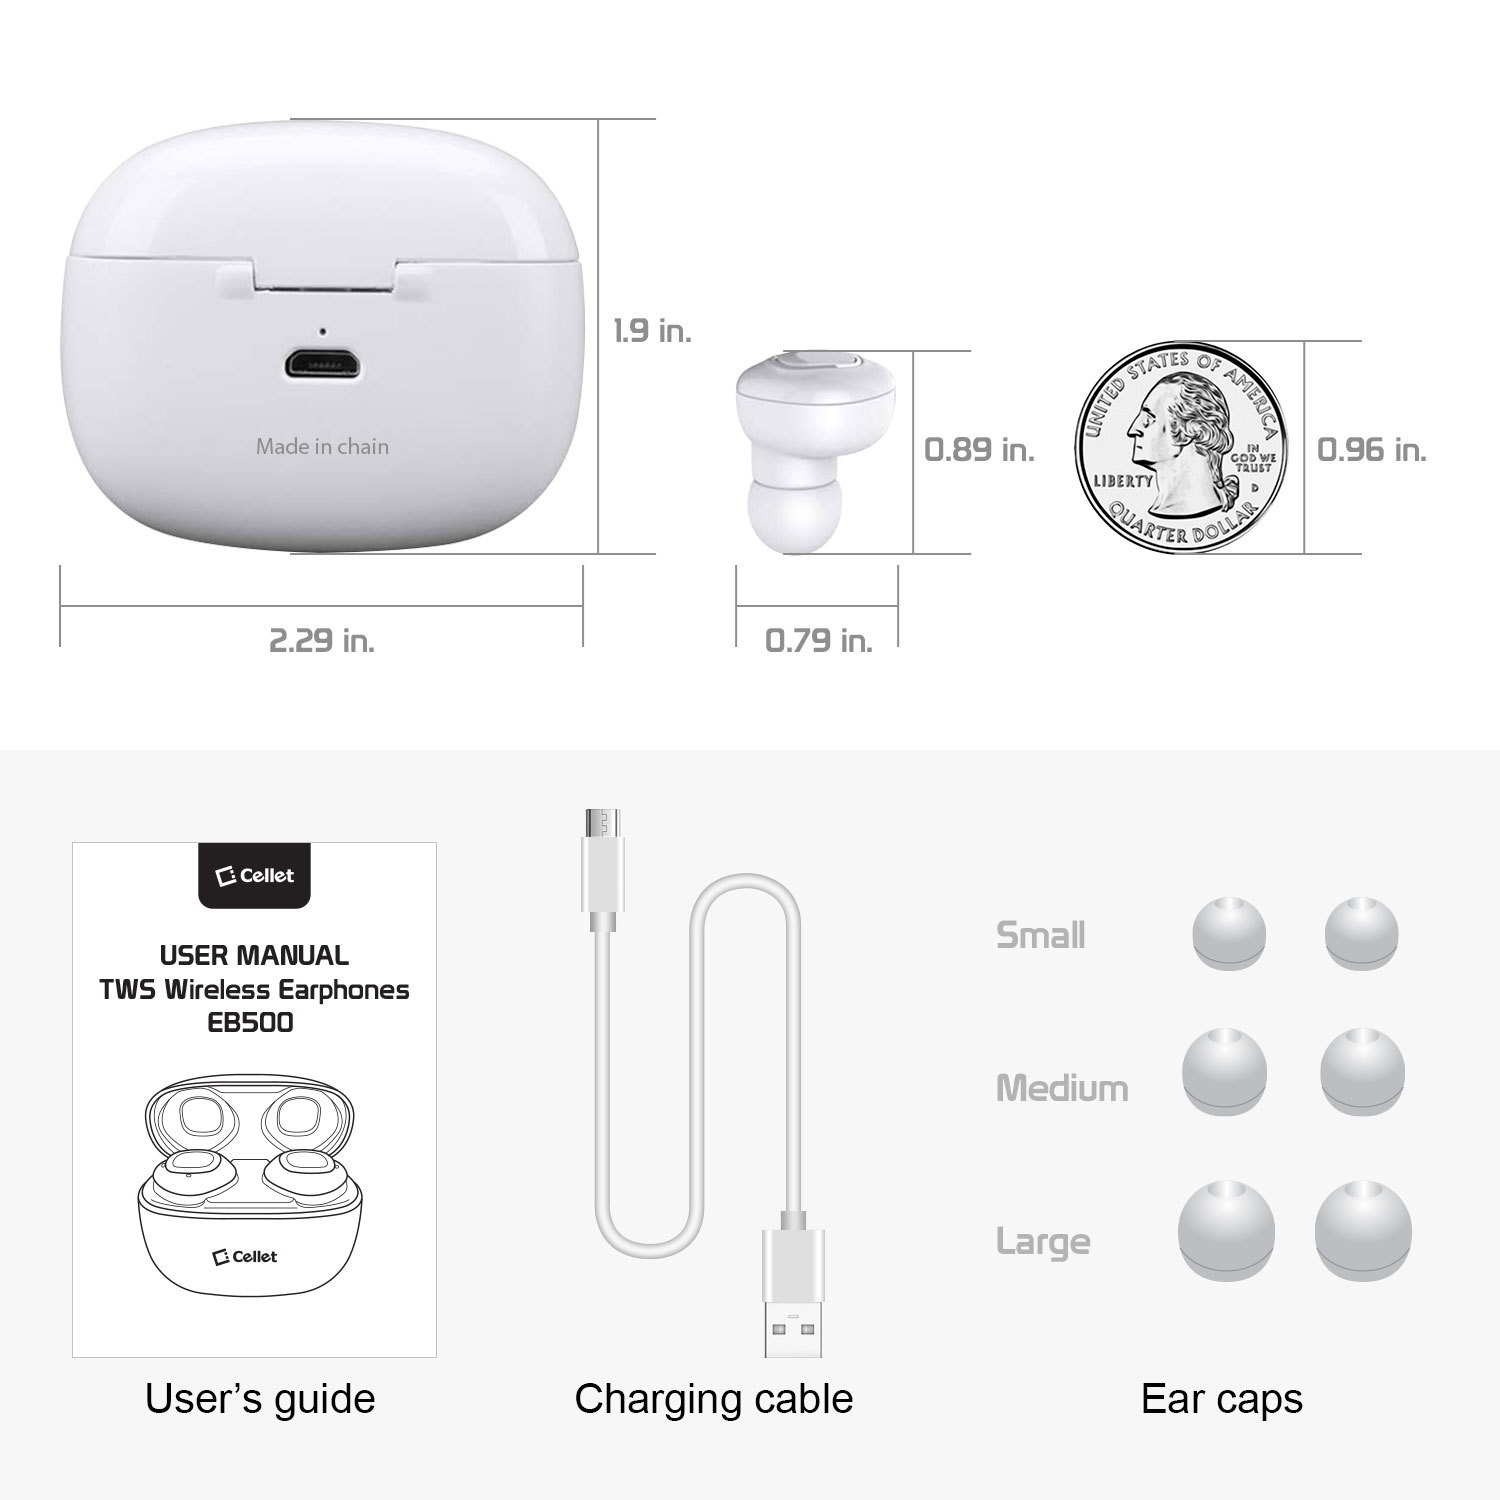 1.9 in.
Made in chain
2.29 in.
0.89 in.
0.79 in.
UNITED STATES OF AMERICA
LIBERTY
IN
GOD WE
TRUST
D
QUARTER DOLLAR
0.96 in.
Cellet
USER MANUAL
TWS Wireless Earphones
EB500
Cellet
User's guide
Charging cable
Small
Medium
Large
Ear caps